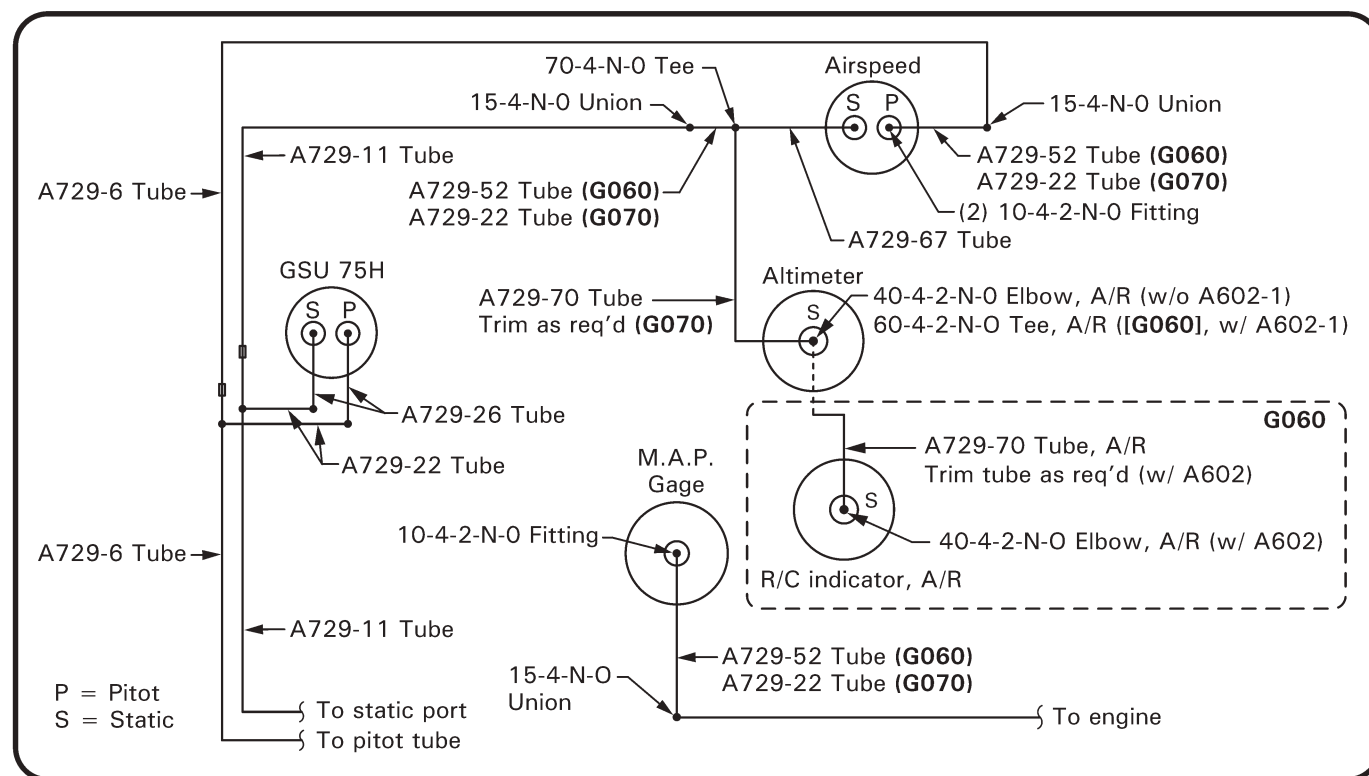 70-4-N-0 Tee
Airspeed
15-4-N-0 Union
S P
15-4-N-0 Union
A729-11 Tube
A729-52 Tube (G060)
A729-22 Tube (G070)
A729-6 Tube
A729-52 Tube (G060)
A729-22 Tube (G070)
(2) 10-4-2-N-0 Fitting
A729-67 Tube
GSU 75H
S P
Altimeter
S
A729-70 Tube
Trim as req'd (G070)
40-4-2-N-0 Elbow, A/R (w/o A602-1)
60-4-2-N-O Tee, A/R ([G060], w/ A602-1)
A729-26 Tube
A729-22 Tube
G060
A729-70 Tube, A/R
Trim tube as req'd (w/ A602)
M.A.P.
Gage
S
10-4-2-N-0 Fitting
40-4-2-N-O Elbow, A/R (w/ A602)
R/C indicator, A/R
A729-6 Tube
A729-11 Tube
A729-52 Tube (G060)
A729-22 Tube (G070)
15-4-N-O
Union
P = Pitot
S = Static
To static port
To pitot tube
To engine